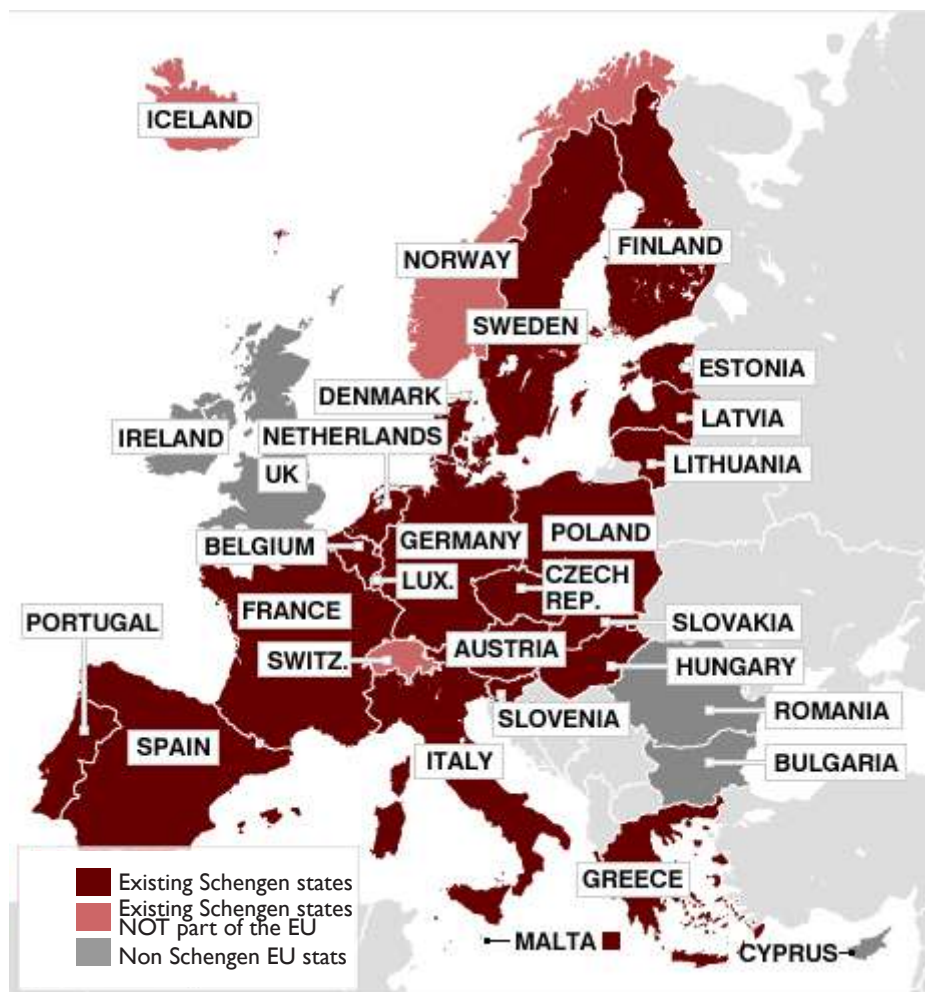 ICELAND
NORWAY
FINLAND
SWEDEN
ESTONIA
DENMARK
LATVIA
IRELAND
NETHERLANDS
LITHUANIA
UK
BELGIUM
GERMANY
POLAND
LUX.
CZECH
REP.
FRANCE
PORTUGAL
SLOVAKIA
SWITZ.
AUSTRIA
HUNGARY
SLOVENIA
ROMANIA
SPAIN
ITALY
BULGARIA
GREECE
Existing Schengen states
Existing Schengen states
NOT part of the EU
Non Schengen EU stats
MALTA
CYPRUS